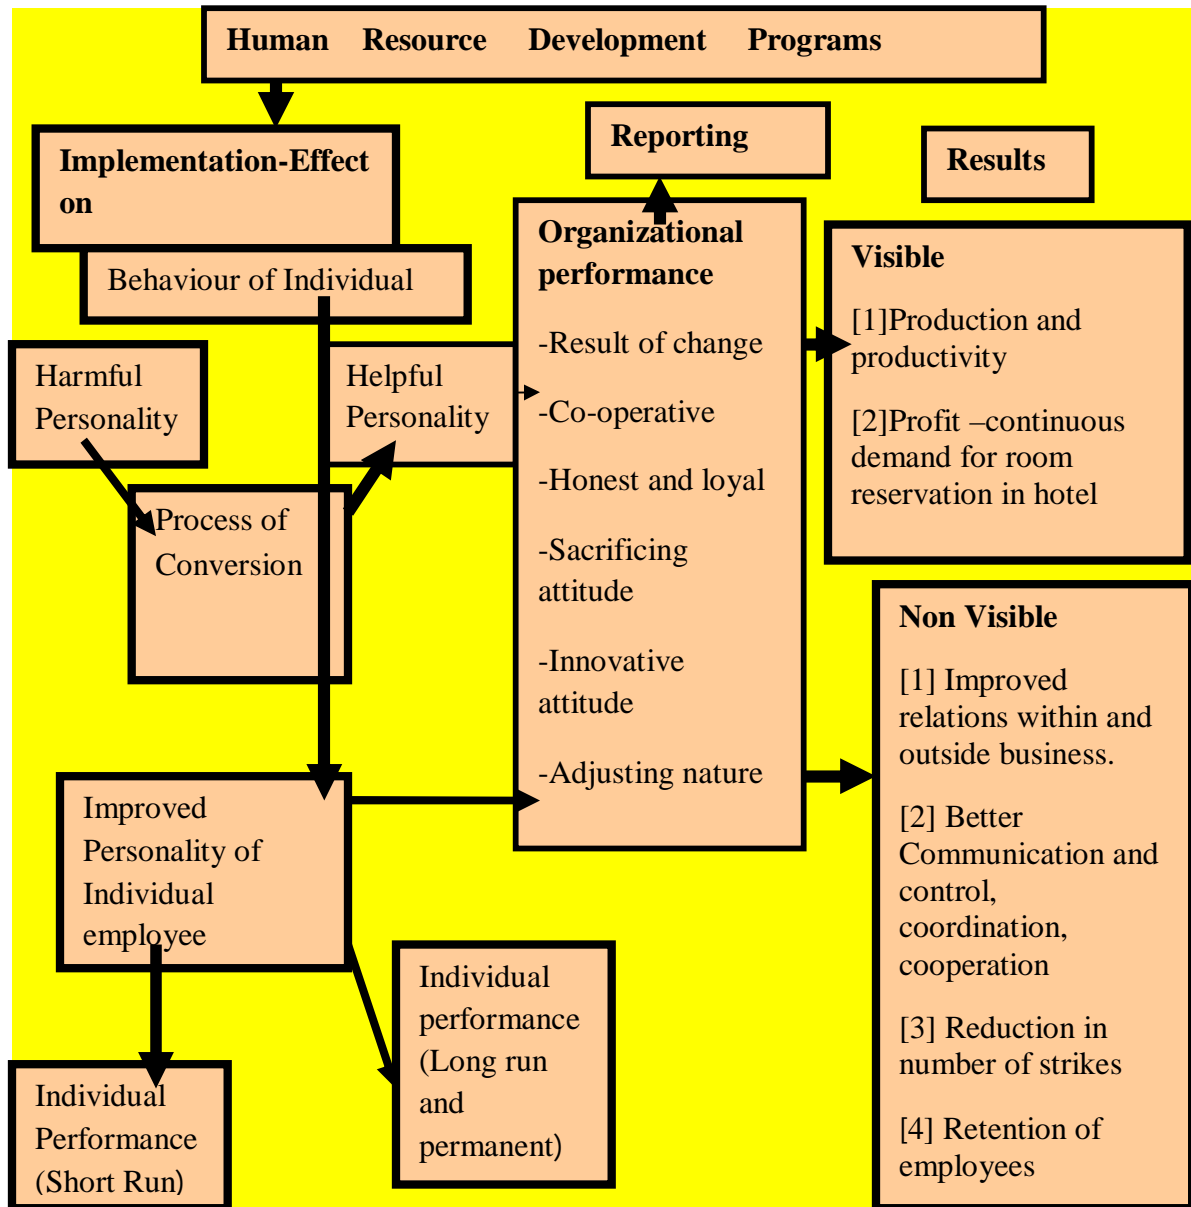 Human Resource Development Programs
Implementation-Effect
on
Behaviour of Individual
Harmful
Personality
Helpful
Personality
Process of
Conversion
Improved
Personality of
Individual
employee
Individual
Performance
(Short Run)
Individual
performance
(Long run
and
permanent)
Reporting
Organizational
performance
-Result of change
-Co-operative
-Honest and loyal
-Sacrificing
attitude
-Innovative
attitude
-Adjusting nature
Results
Visible
[1]Production and
productivity
[2]Profit –continuous
demand for room
reservation in hotel
Non Visible
[1] Improved
relations within and
outside business.
[2] Better
Communication and
control,
coordination,
cooperation
[3] Reduction in
number of strikes
[4] Retention of
employees